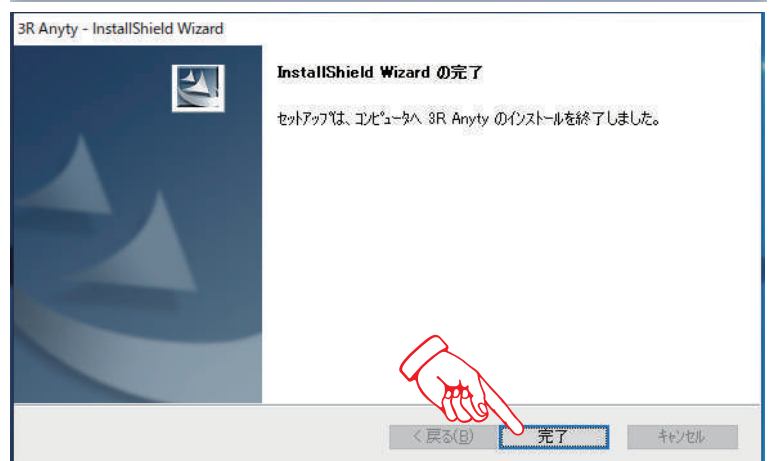 3R Anyty - InstallShield Wizard
InstallShield Wizard の完了
セットアップは、コンピュータへ 3R Anyty のインストールを終了しました。
< 戻る(B)
完了
キャンセル